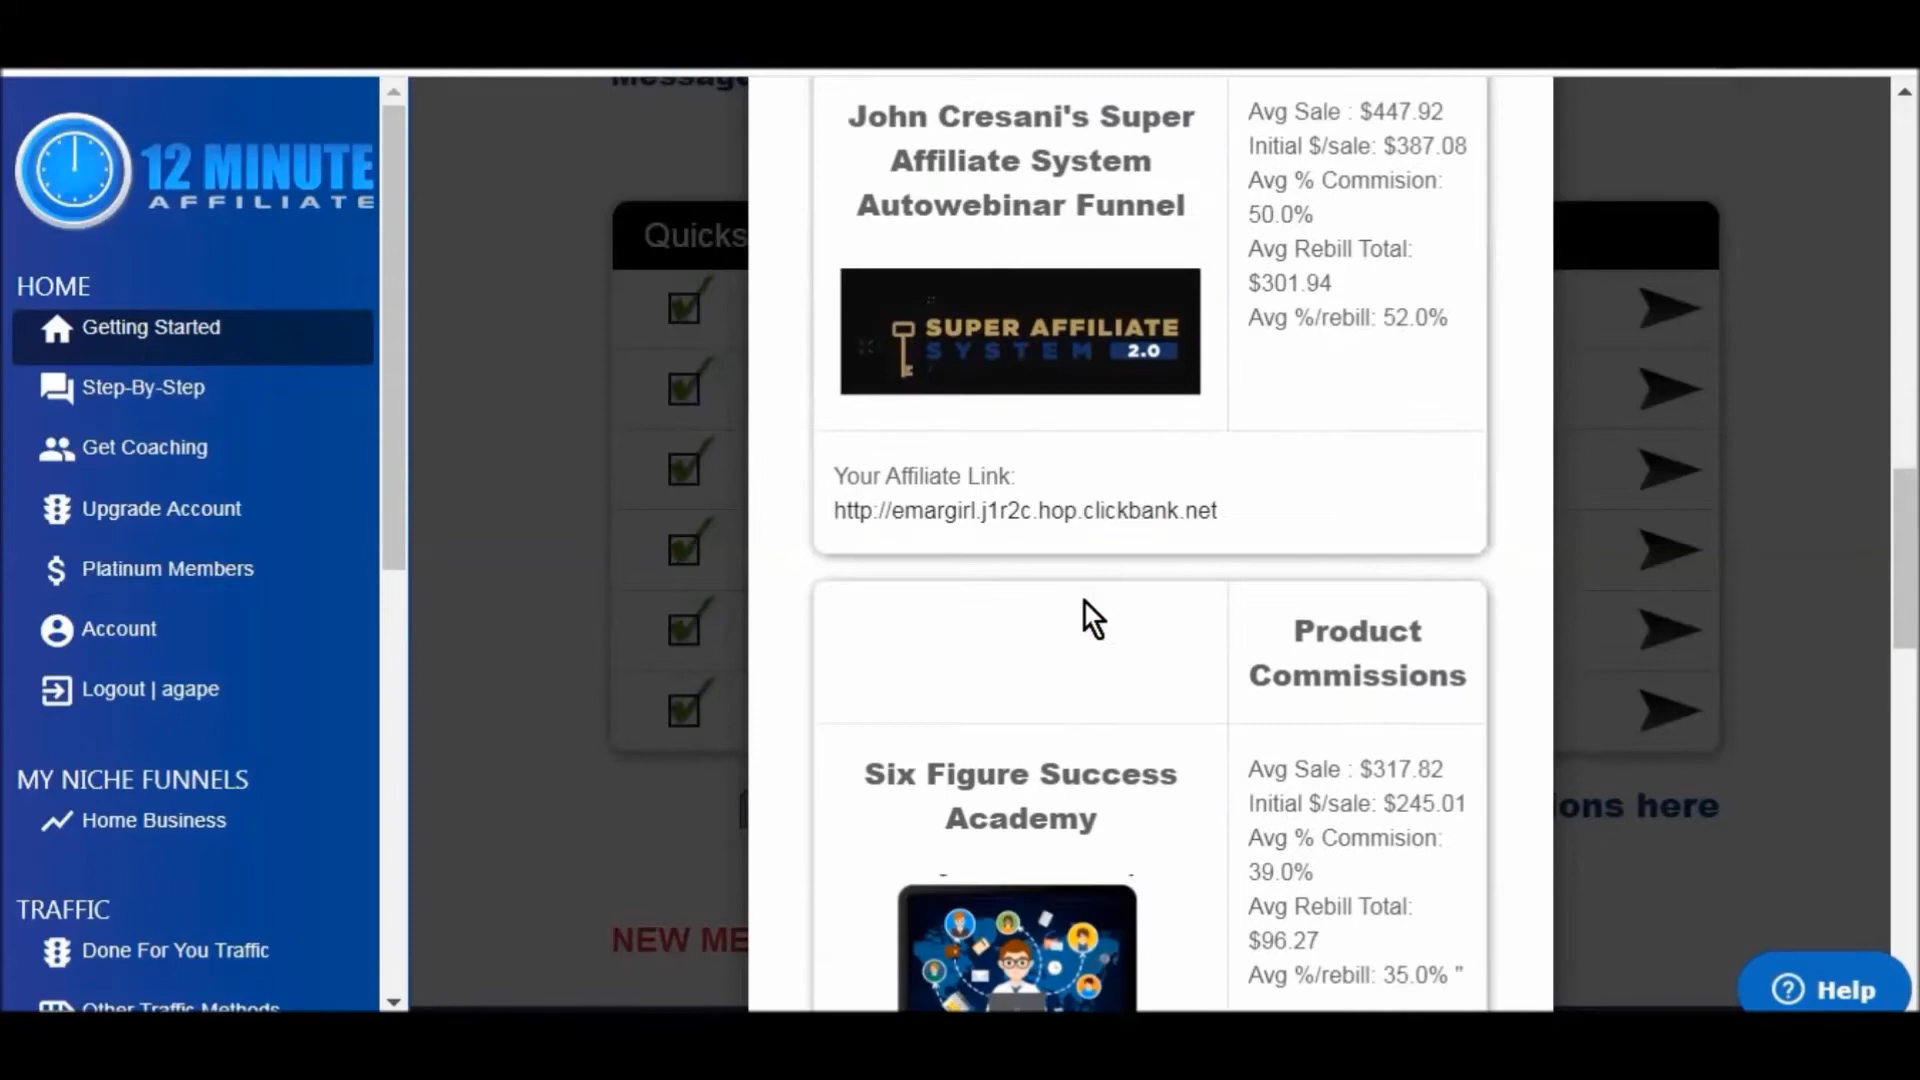 12 MINUTE
AFFILIATE
HOME
Getting Started
Step-By-Step
Get Coaching
Upgrade Account
Platinum Members
Account
Logout | agape
MY NICHE FUNNELS
Home Business
TRAFFIC
Done For You Traffic
Other Traffic Methods
Message
Quicks
NEW ME
ions here
John Cresani's Super
Affiliate System
Autowebinar Funnel
SUPER AFFILIATE
SYSTEM 2.0
Avg Sale : $447.92
Initial $/sale: $387.08
Avg % Commision:
50.0%
Avg Rebill Total:
$301.94
Avg %/rebill: 52.0%
Your Affiliate Link:
http://emargirl.j1r2c.hop.clickbank.net
Product
Commissions
Six Figure Success
Academy
Avg Sale : $317.82
Initial $/sale: $245.01
Avg % Commision:
39.0%
Avg Rebill Total:
$96.27
Avg %/rebill: 35.0% "
Help